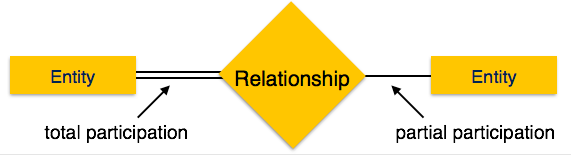 Entity
Relationship
Entity
total participation
partial participation